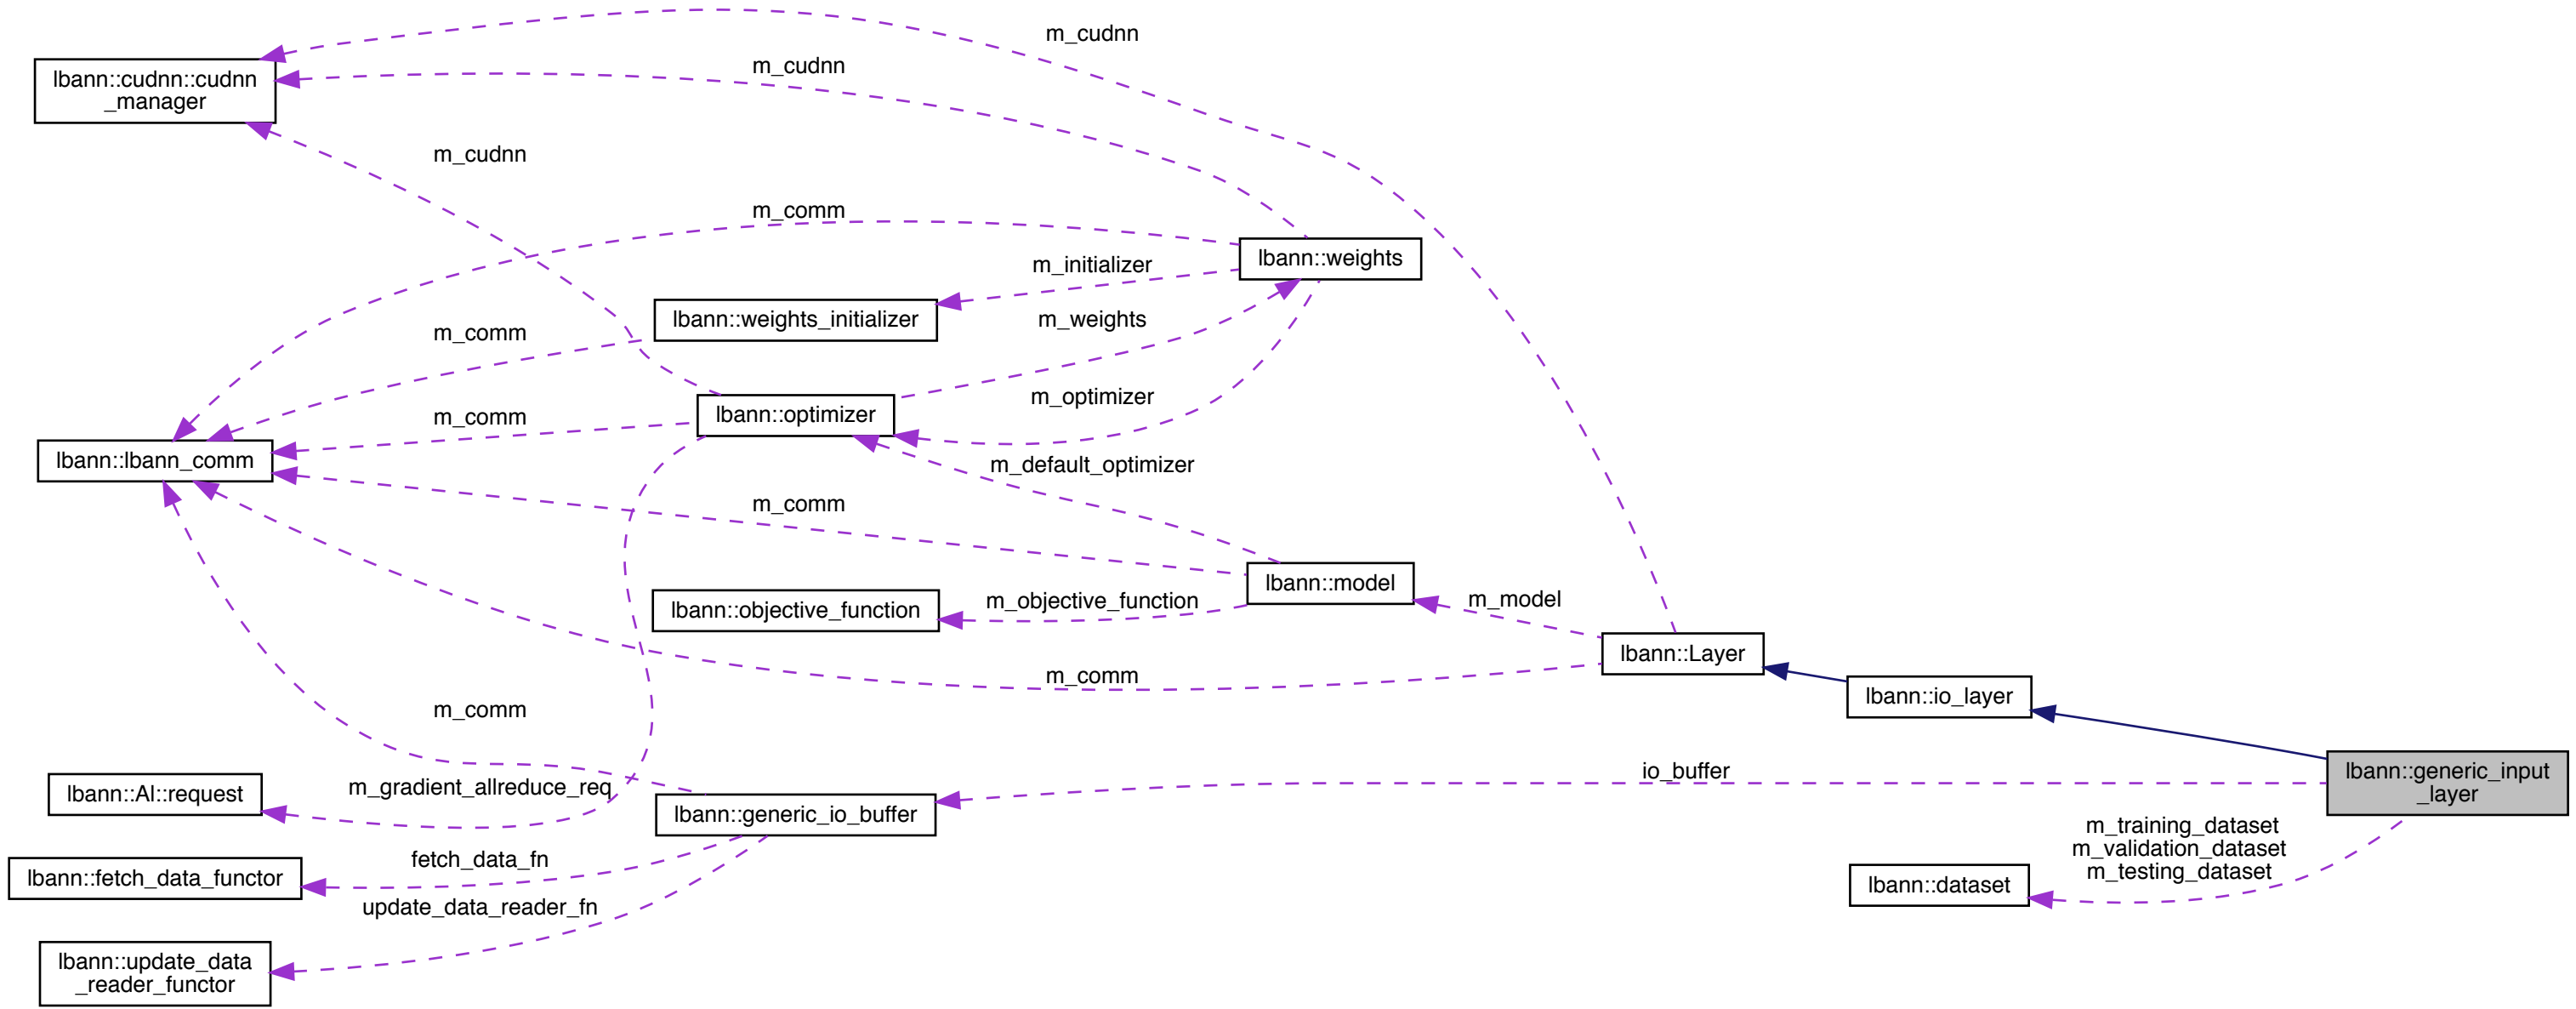 m_cudnn
m_cudnn
lbann::cudnn::cudnn
_manager
m_cudnn
m_comm
lbann::weights
m_initializer
lbann::weights_initializer
m_weights
m_comm
m_optimizer
lbann::optimizer
m_comm
lbann::lbann_comm
m_default_optimizer
m_comm
lbann::model
m_objective_function
lbann::objective_function
m_model
lbann::Layer
m_comm
lbann::io_layer
m_comm
io_buffer
lbann::generic_input
_layer
m_gradient_allreduce_req
lbann::Al::request
lbann::generic_io_buffer
m_training_dataset
m_validation_dataset
m_testing_dataset
fetch_data_fn
lbann::fetch_data_functor
lbann::dataset
update_data_reader_fn
lbann::update_data
_reader_functor